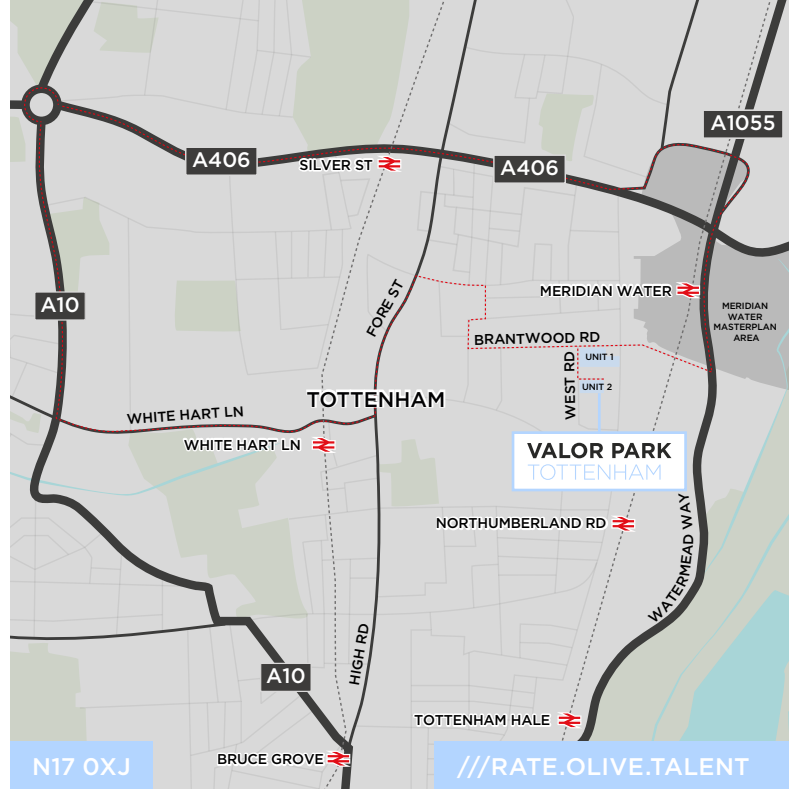 A1055
A406
SILVER ST
A406
MERIDIAN WATER
A10
FORE ST
MERIDIAN
WATER
MASTERPLAN
AREA
BRANTWOOD RD
UNIT 1
WEST RD
UNIT 2
TOTTENHAM
WHITE HART LN
WHITE HART LN
VALOR PARK
TOTTENHAM
NORTHUMBERLAND RD
WATERMEAD WAY
HIGH RD
A10
TOTTENHAM HALE
BRUCE GROVE
N17 0XJ
///RATE.OLIVE.TALENT